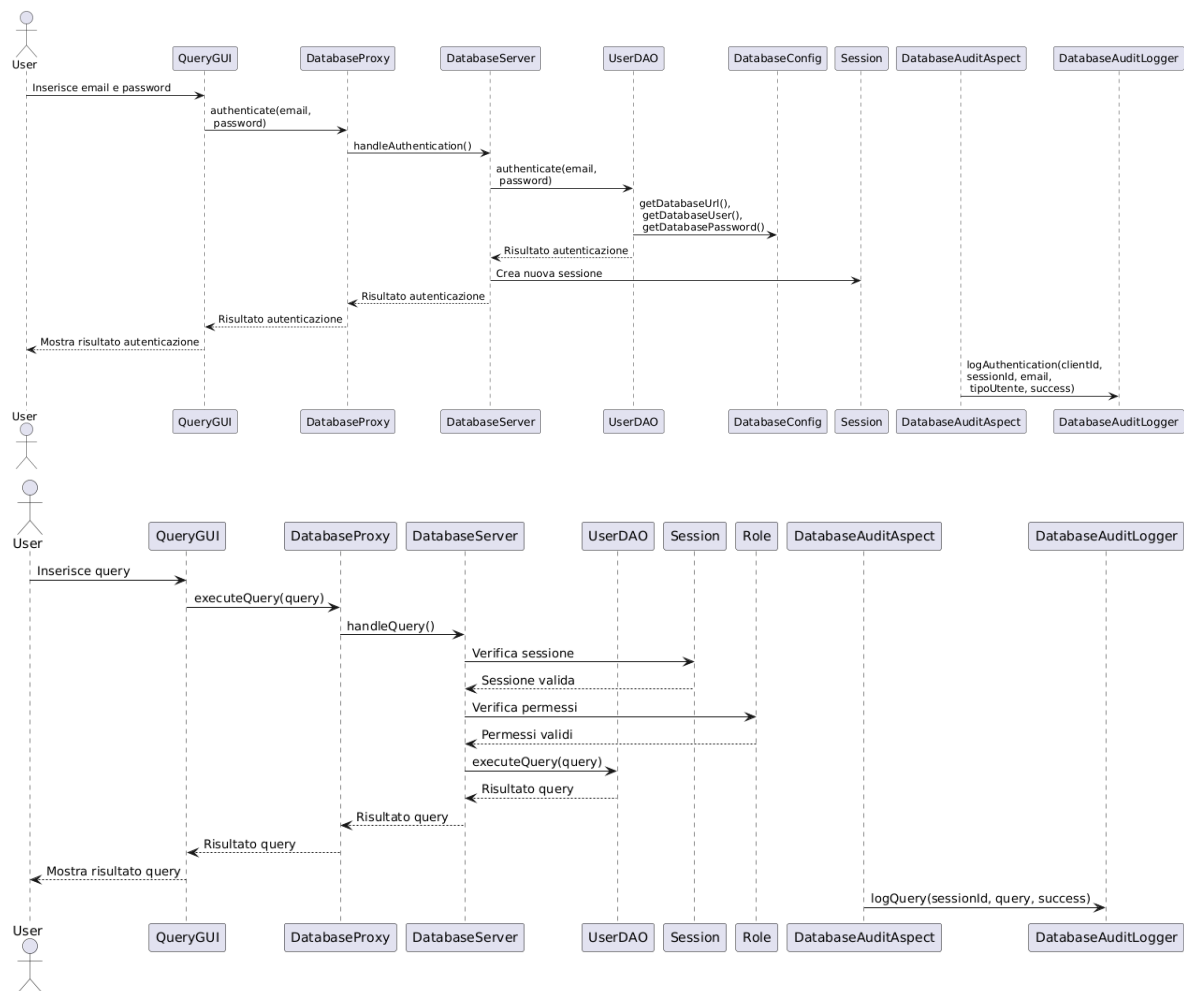 User
QueryGUI
DatabaseProxy
DatabaseServer
UserDAO
DatabaseConfig
Session
DatabaseAuditAspect
DatabaseAuditLogger
Inserisce email e password
authenticate(email,
password)
handleAuthentication()
authenticate(email,
password)
getDatabaseUrl(),
getDatabaseUser(),
getDatabasePassword()
Risultato autenticazione
Crea nuova sessione
Risultato autenticazione
Risultato autenticazione
Mostra risultato autenticazione
logAuthentication(clientId,
sessionId, email,
tipoUtente, success)
User
QueryGUI
DatabaseProxy
DatabaseServer
UserDAO
DatabaseConfig
Session
DatabaseAuditAspect
DatabaseAuditLogger
User
QueryGUI
DatabaseProxy
DatabaseServer
UserDAO
Session
Role
DatabaseAuditAspect
DatabaseAuditLogger
Inserisce query
executeQuery(query)
handleQuery()
Verifica sessione
Sessione valida
Verifica permessi
Permessi validi
executeQuery(query)
Risultato query
Risultato query
Risultato query
Mostra risultato query
logQuery(sessionId, query, success)
User
QueryGUI
DatabaseProxy
DatabaseServer
UserDAO
Session
Role
DatabaseAuditAspect
DatabaseAuditLogger